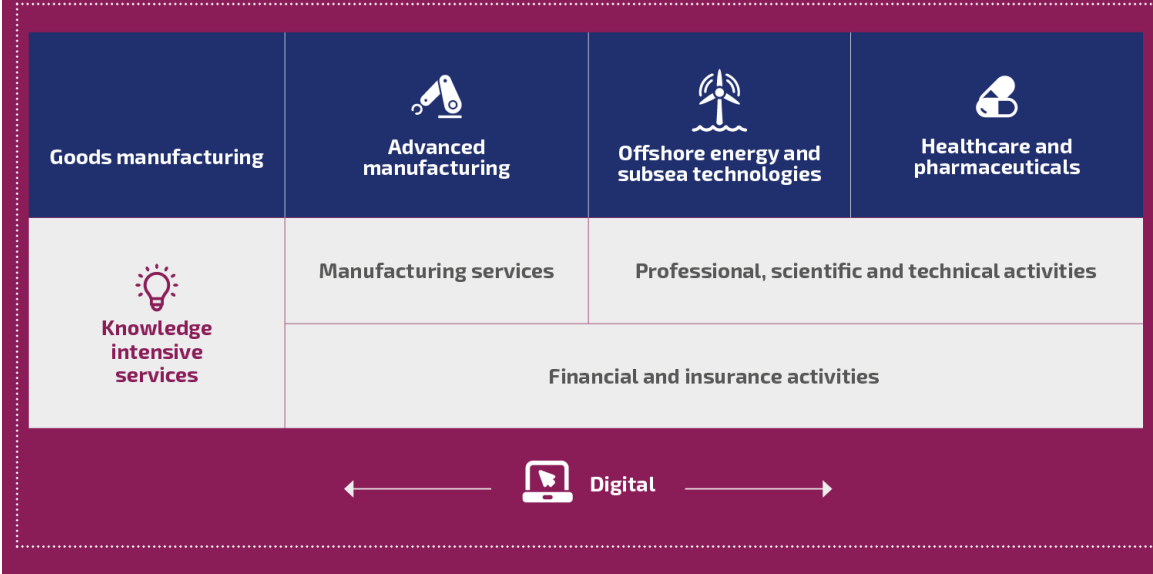 Goods manufacturing
Advanced
manufacturing
Offshore energy and
subsea technologies
Healthcare and
pharmaceuticals
Knowledge
intensive
services
Manufacturing services
Professional, scientific and technical activities
Financial and insurance activities
Digital